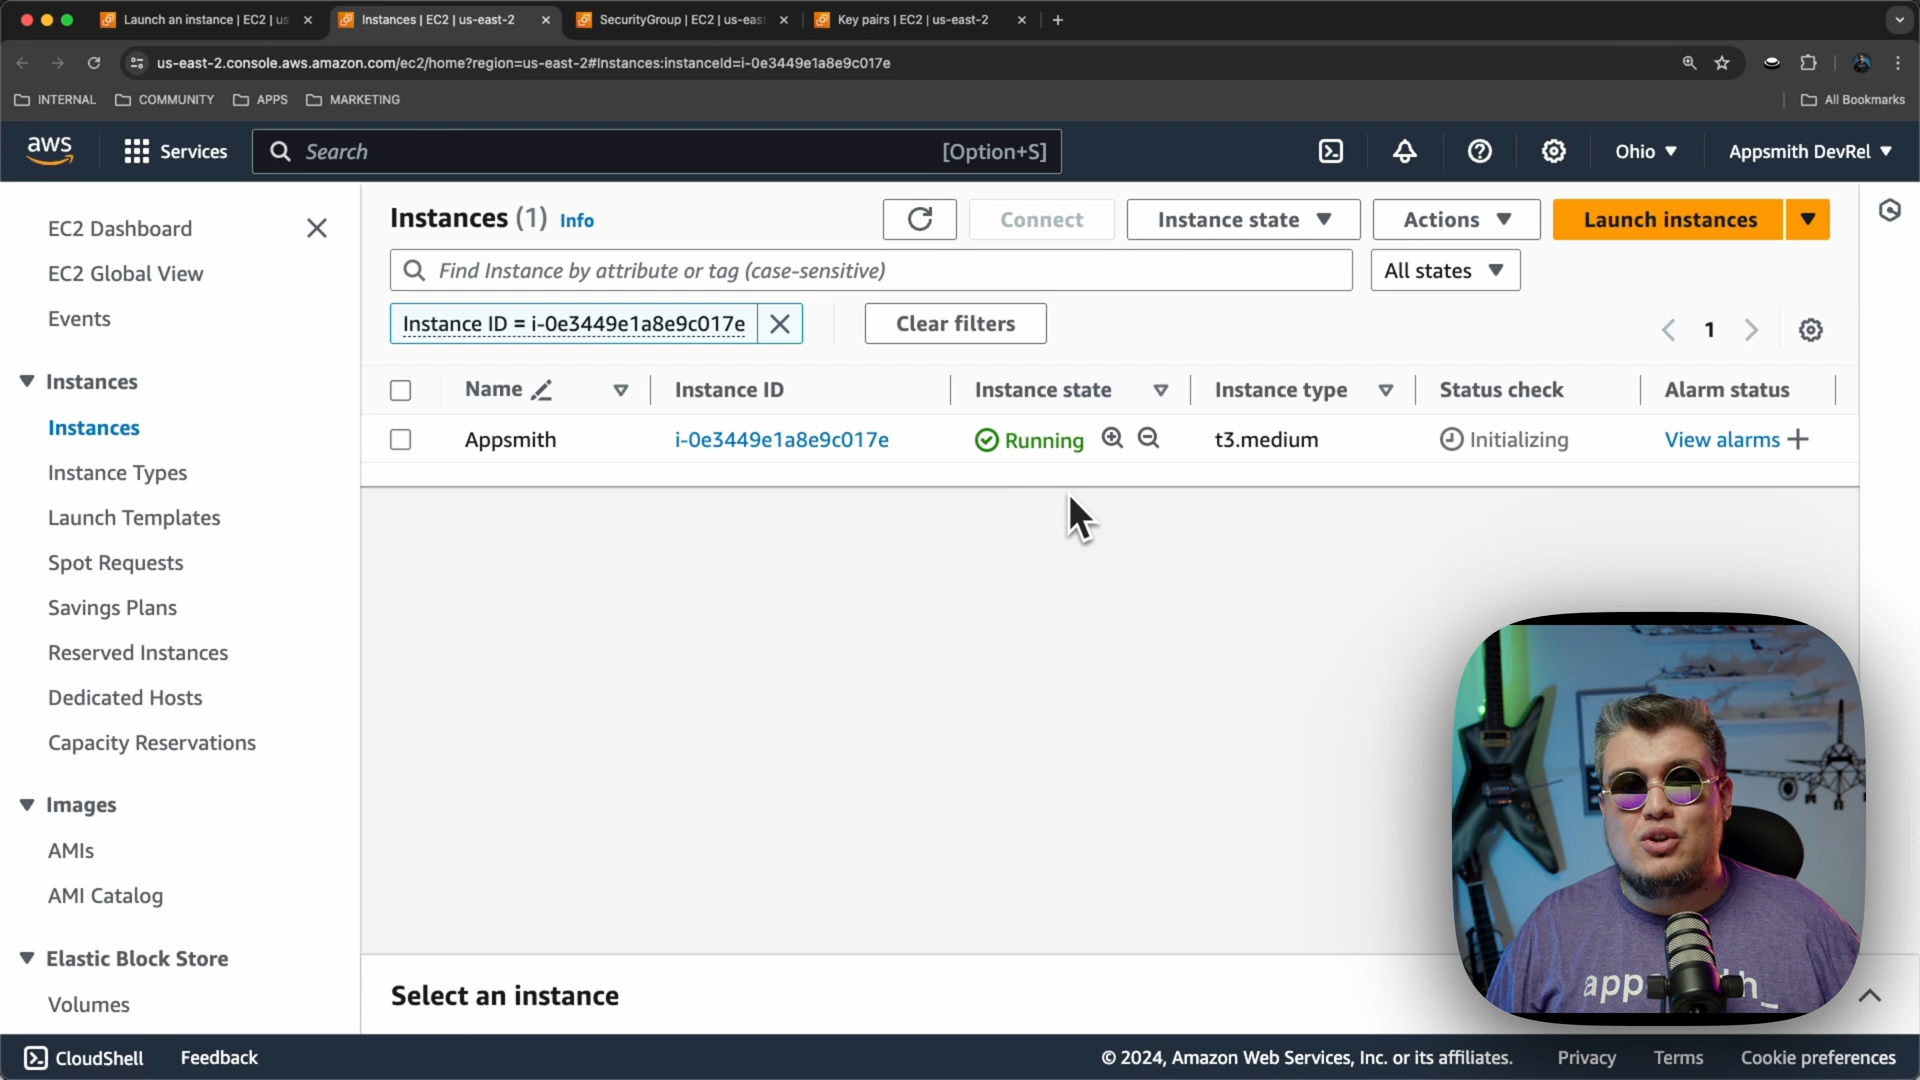 Launch an instance | EC2 | us
Instances | EC2 | us-east-2
SecurityGroup | EC2 | us-east
Key pairs | EC2 | us-east-2
us-east-2.console.aws.amazon.com/ec2/home?region=us-east-2#Instances:instanceId=i-0e3449e1a8e9c017e
INTERNAL
COMMUNITY
APPS
MARKETING
All Bookmarks
aws
Services
Search
[Option+S]
Ohio
Appsmith DevRel
EC2 Dashboard
EC2 Global View
Events
Instances
Instances
Instance Types
Launch Templates
Spot Requests
Savings Plans
Reserved Instances
Dedicated Hosts
Capacity Reservations
Images
AMIs
AMI Catalog
Elastic Block Store
Volumes
Instances (1) Info
Connect
Instance state
Actions
Launch instances
Find Instance by attribute or tag (case-sensitive)
All states
Instance ID = i-0e3449e1a8e9c017e
Clear filters
1
Name
Instance ID
Instance state
Instance type
Status check
Alarm status
Appsmith
i-0e3449e1a8e9c017e
Running
t3.medium
Initializing
View alarms +
Select an instance
CloudShell
Feedback
© 2024, Amazon Web Services, Inc. or its affiliates.
Privacy
Terms
Cookie preferences